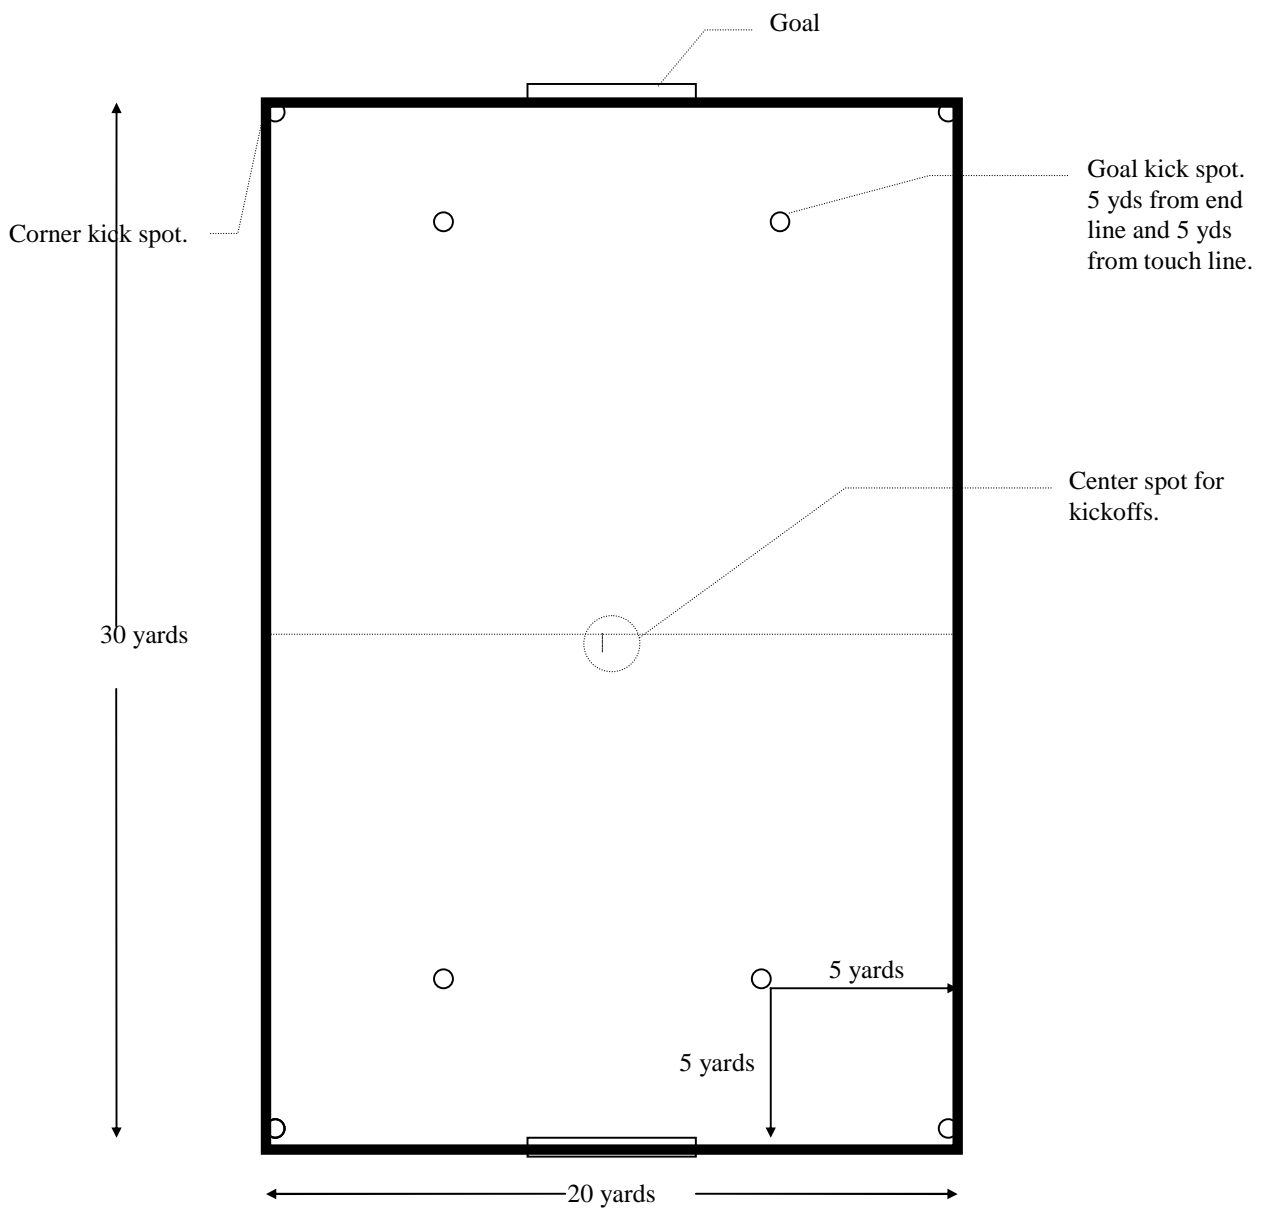 Goal
Goal kick spot.
5 yds from end
line and 5 yds
from touch line.
Corner kick spot.
Center spot for
kickoffs.
30 yards
5 yards
5 yards
20 yards